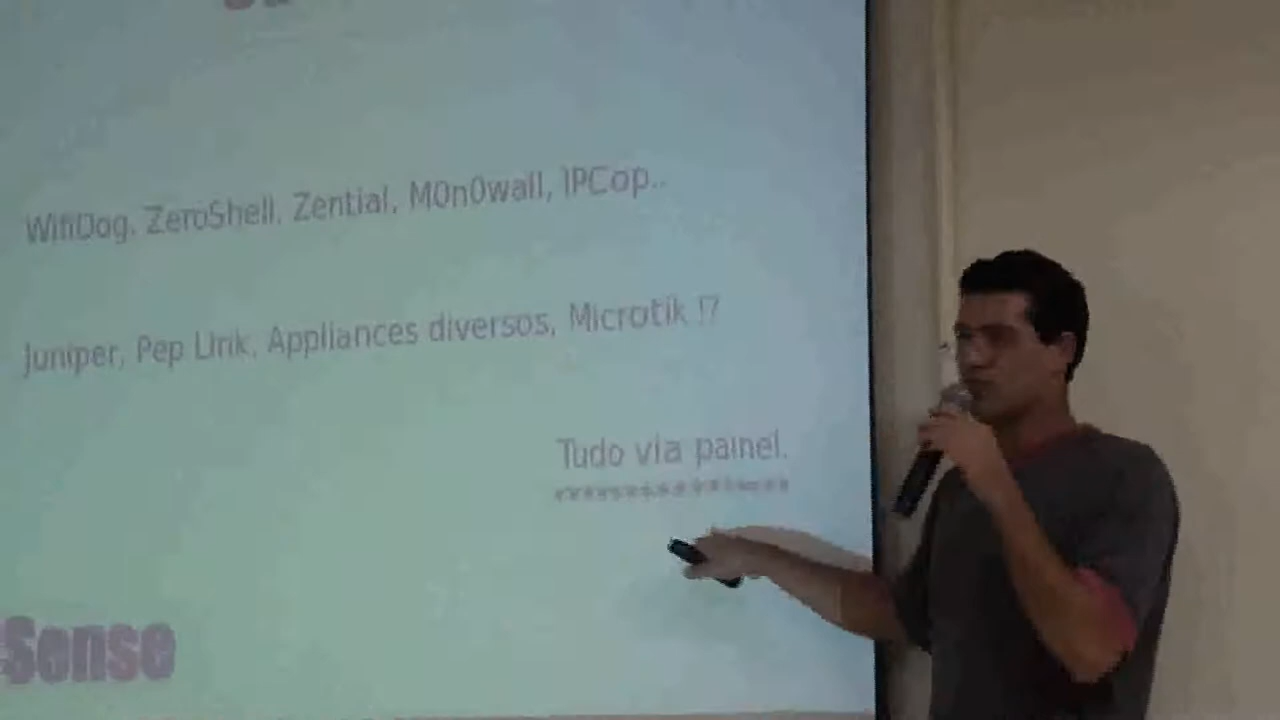 WifiDog, ZeroShell, Zential, M0n0wall, IPCop..
Juniper, Pep Link, Appliances diversos, Microtik !?
Tudo via painel.
Sense